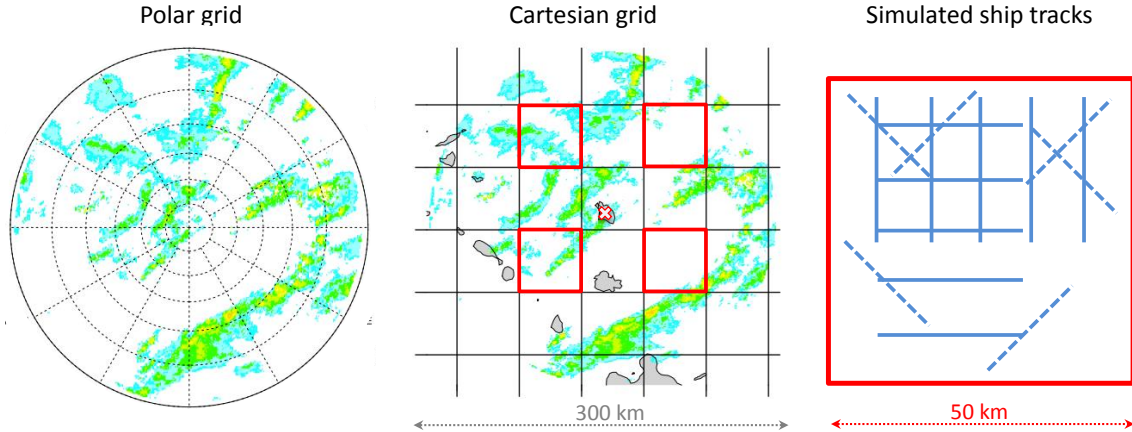 Polar grid
Cartesian grid
Simulated ship tracks
300 km
50 km